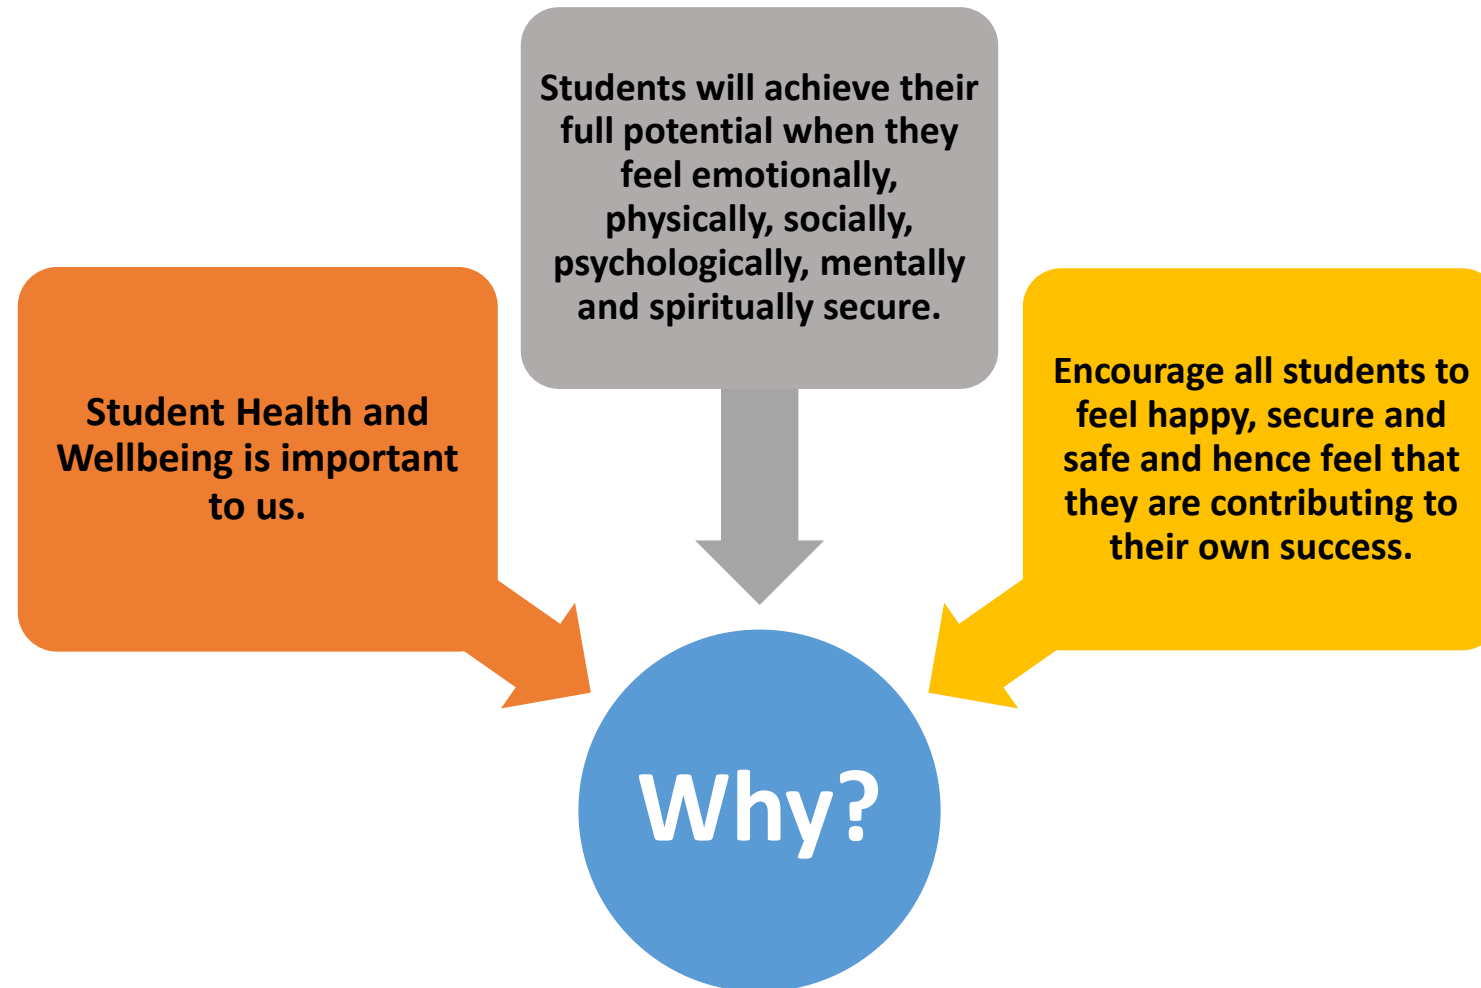 Students will achieve their
full potential when they
feel emotionally,
physically, socially,
psychologically, mentally
and spiritually secure.
Student Health and
Wellbeing is important
to us.
Encourage all students to
feel happy, secure and
safe and hence feel that
they are contributing to
their own success.
Why?